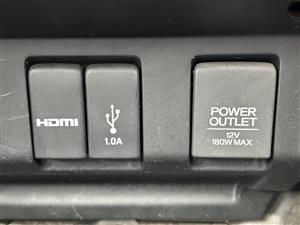 HDMI
1.0A
POWER
OUTLET
12V
180W MAX